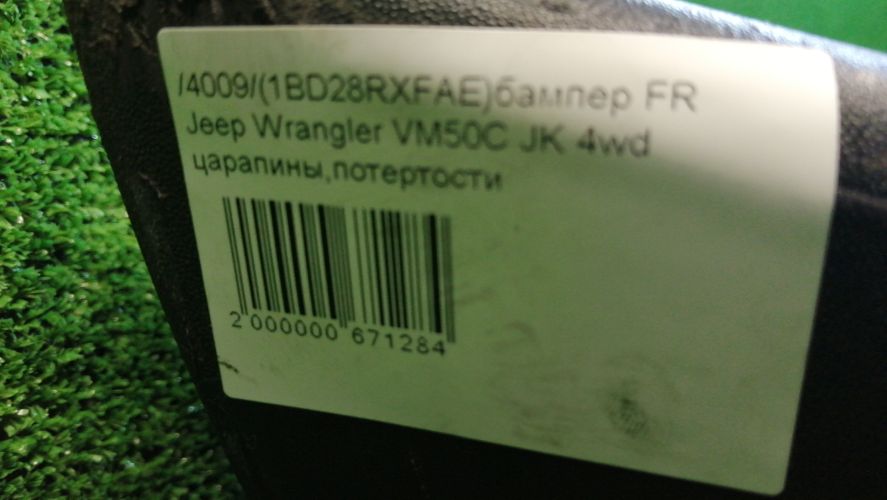 /4009/(1BD28RXFAE)бампер FR
Jeep Wrangler VM50C JK 4wd
царапины,потертости
2 000000 671284